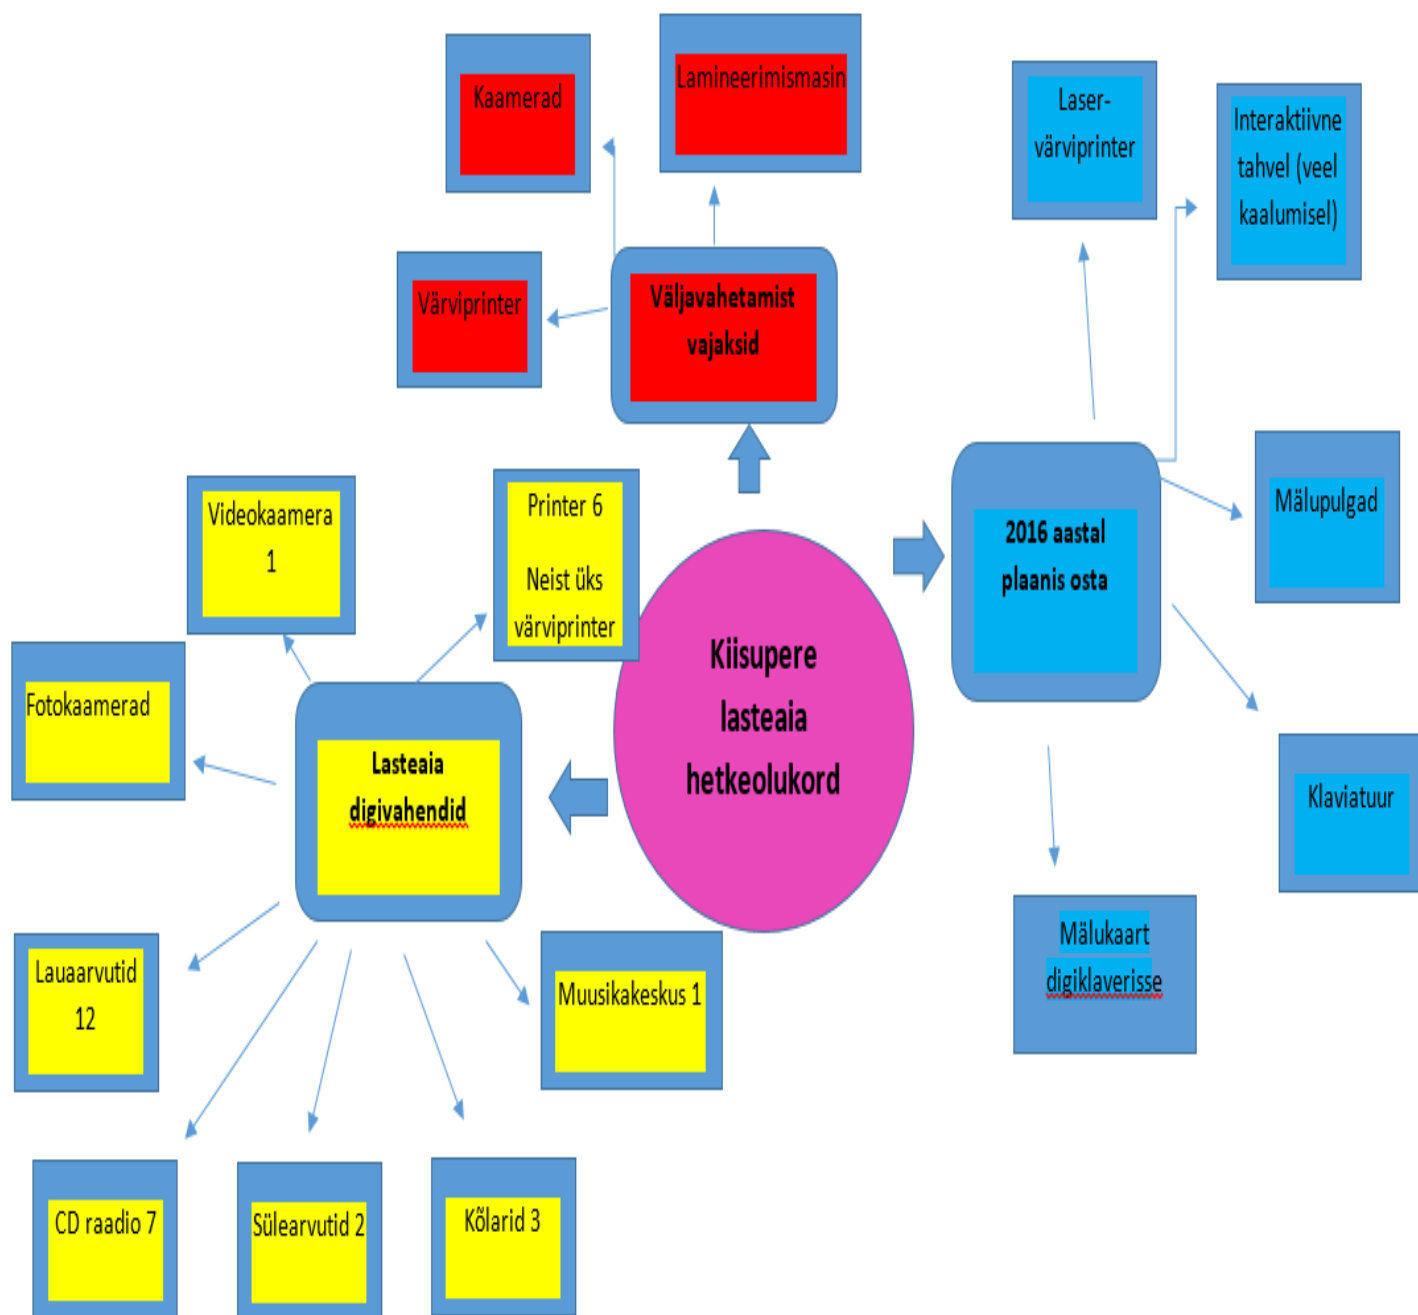 Kaamerad
Lamineerimismasin
Värviprinter
Väljavahetamist
vajaksid
Laser-
värviprinter
Interaktiivne
tahvel (veel
kaalumisel)
2016 aastal
plaanis osta
Mälupulgad
Klaviatuur
Mälukaart
digiklaverisse
Kiisupere
lasteaia
hetkeolukord
Videokaamera
1
Printer 6
Neist üks
värviprinter
Fotokaamerad
Lasteaia
digivahendid
Lauaarvutid
12
Muusikakeskus 1
CD raadio 7
Sülearvutid 2
Kõlarid 3